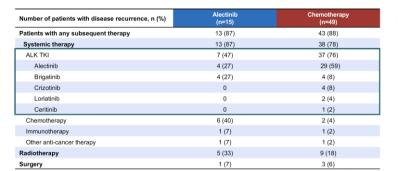 Number of patients with disease recurrence, n (%) Alectinib (n=15) Chemotherapy (n=49)
Patients with any subsequent therapy 13 (87) 43 (88)
Systemic therapy 13 (87) 38 (78)
ALK TKI 7 (47) 37 (76)
Alectinib 4 (27) 29 (59)
Brigatinib 4 (27) 4 (8)
Crizotinib 0 4 (8)
Lorlatinib 0 2 (4)
Ceritinib 0 1 (2)
Chemotherapy 6 (40) 2 (4)
Immunotherapy 1 (7) 1 (2)
Other anti-cancer therapy 1 (7) 1 (2)
Radiotherapy 5 (33) 9 (18)
Surgery 1 (7) 3 (6)